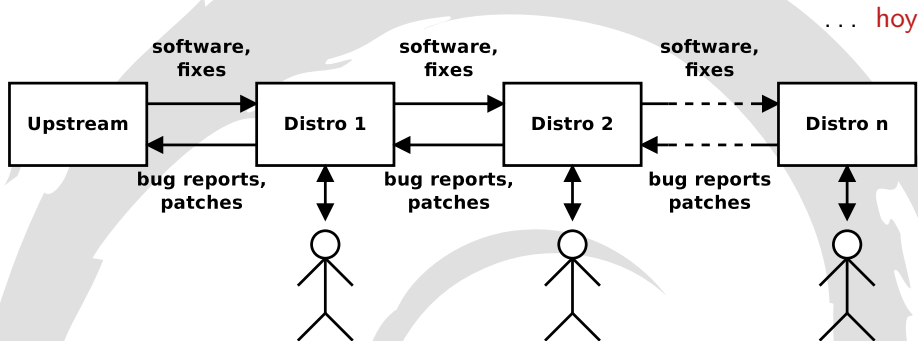 ... hoy
software,
fixes
software,
fixes
software,
fixes
Upstream
Distro 1
Distro 2
Distro n
bug reports,
patches
bug reports,
patches
bug reports
patches